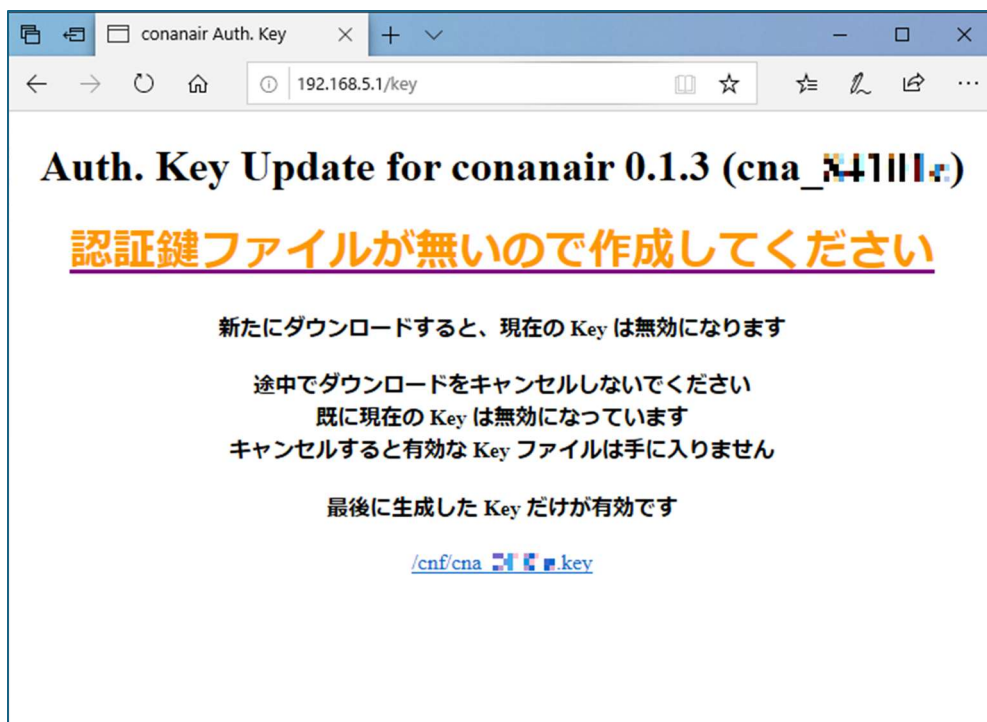 conanair Auth. Key
192.168.5.1/key
Auth. Key Update for conanair 0.1.3 (cna_
認証鍵ファイルが無いので作成してください
新たにダウンロードすると、現在の Key は無効になります
途中でダウンロードをキャンセルしないでください
既に現在の Key は無効になっています
キャンセルすると有効な Key ファイルは手に入りません
最後に生成した Key だけが有効です
/cnf/cna .key